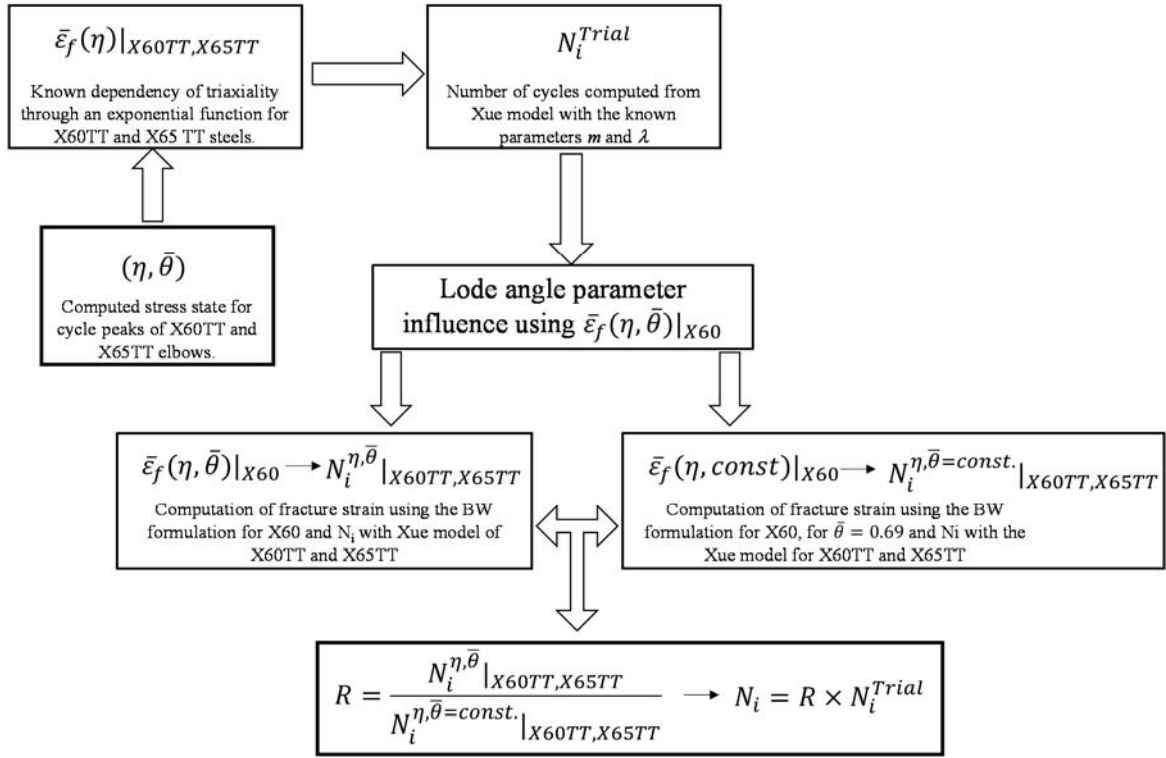 ε̄_f(η)|_{X60TT,X65TT}
Known dependency of triaxiality
through an exponential function for
X60TT and X65 TT steels.
N_i^{Trial}
Number of cycles computed from
Xue model with the known
parameters m and λ
(η, θ̄)
Computed stress state for
cycle peaks of X60TT and
X65TT elbows.
Lode angle parameter
influence using ε̄_f(η, θ̄)|_{X60}
ε̄_f(η, θ̄)|_{X60} → N_i^{η,θ̄}|_{X60TT,X65TT}
Computation of fracture strain using the BW
formulation for X60 and N_i with Xue model of
X60TT and X65TT
ε̄_f(η, const)|_{X60} → N_i^{η,θ̄=const.}|_{X60TT,X65TT}
Computation of fracture strain using the BW
formulation for X60, for θ̄ = 0.69 and Ni with the
Xue model for X60TT and X65TT
R = N_i^{η,θ̄}|_{X60TT,X65TT} / N_i^{η,θ̄=const.}|_{X60TT,X65TT} → N_i = R × N_i^{Trial}